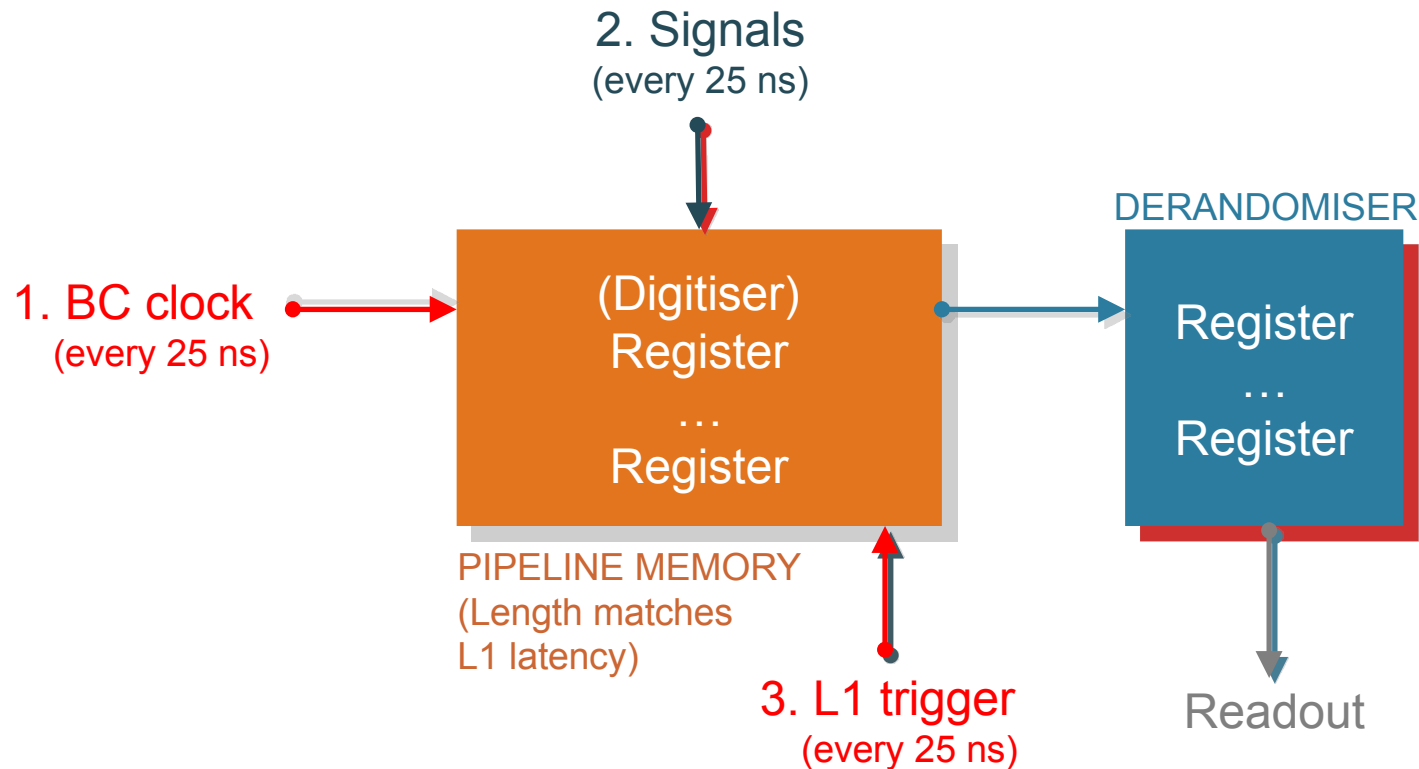 2. Signals
(every 25 ns)
DERANDOMISER
1. BC clock
(every 25 ns)
(Digitiser)
Register
...
Register
Register
...
Register
PIPELINE MEMORY
(Length matches
L1 latency)
3. L1 trigger
(every 25 ns)
Readout